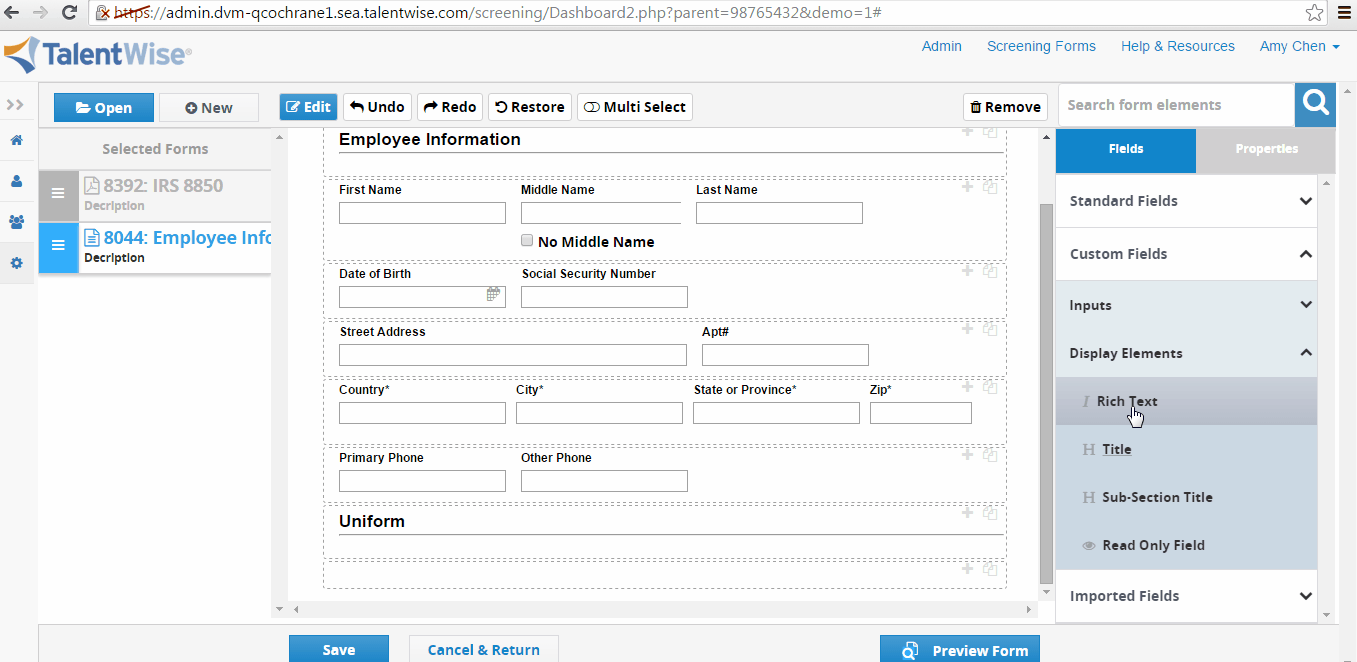 https://admin.dvm-qcochrane1.sea.talentwise.com/screening/Dashboard2.php?parent=98765432&demo=1#
TalentWise®
Admin Screening Forms Help & Resources Amy Chen
Open New Edit Undo Redo Restore Multi Select Remove Search form elements
Selected Forms
8392: IRS 8850
Decription
8044: Employee Info
Decription
Employee Information
First Name Middle Name Last Name
No Middle Name
Date of Birth Social Security Number
Street Address Apt#
Country* City* State or Province* Zip*
Primary Phone Other Phone
Uniform
Fields Properties
Standard Fields
Custom Fields
Inputs
Display Elements
I Rich Text
H Title
H Sub-Section Title
Read Only Field
Imported Fields
Save Cancel & Return Preview Form